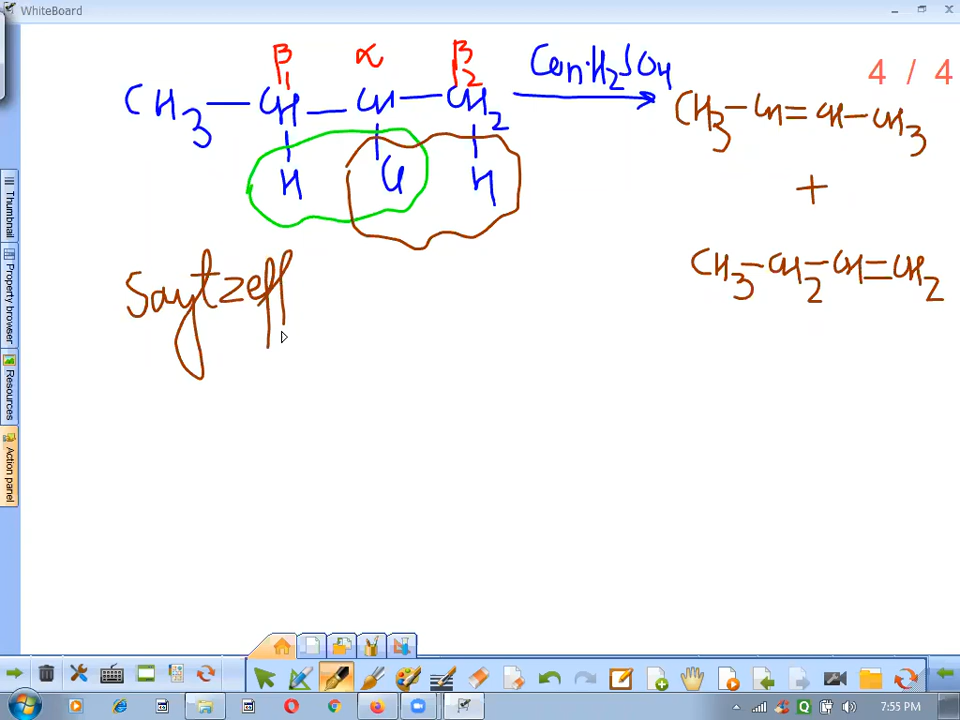 WhiteBoard
4 / 4
β1 α β2
CH3 — CH — CH — CH2 Con·H2SO4 → CH3 — CH = CH — CH3
H Cl H
+
CH3 — CH2 — CH = CH2
Saytzeff
Thumbnail
Property browser
Resources
Action panel
7:55 PM